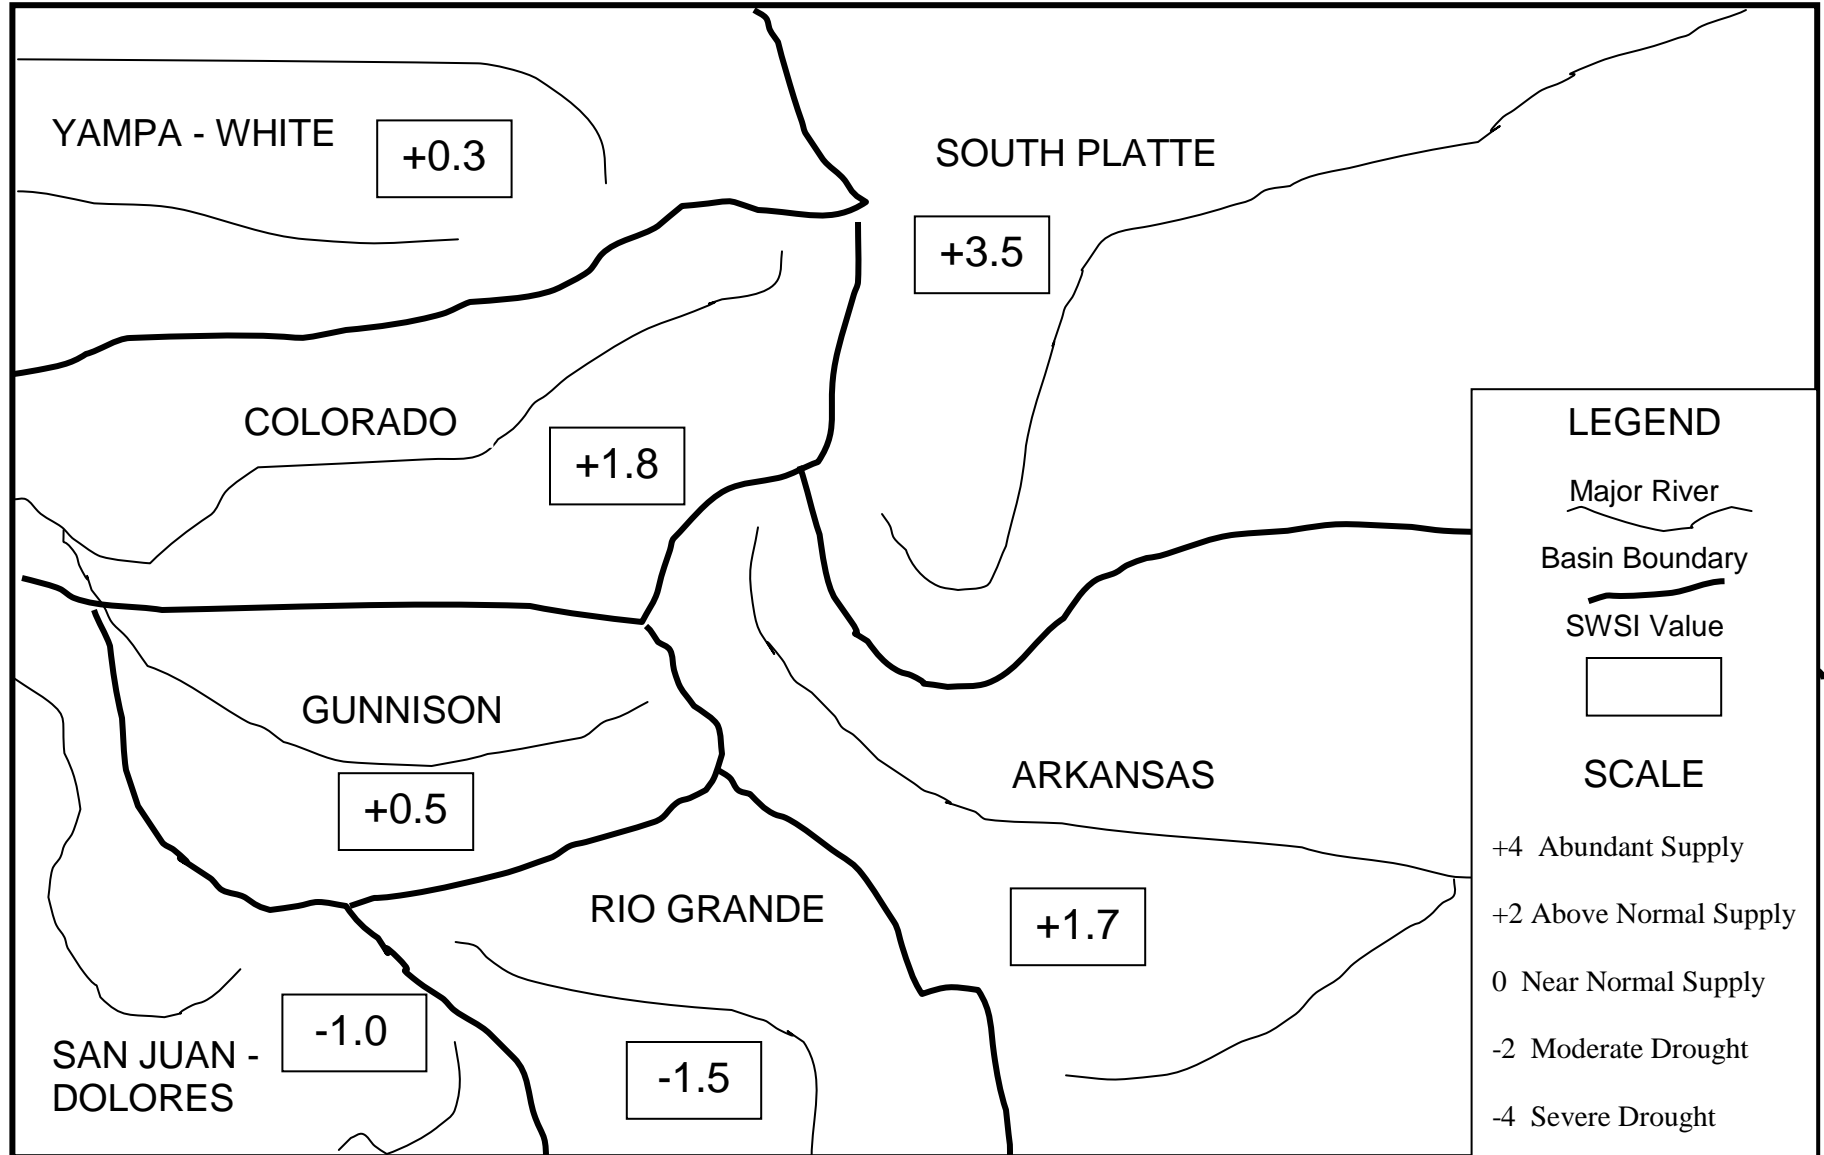 YAMPA - WHITE
+0.3
SOUTH PLATTE
+3.5
COLORADO
+1.8
GUNNISON
+0.5
ARKANSAS
+1.7
RIO GRANDE
-1.5
SAN JUAN -
DOLORES
-1.0
LEGEND
Major River
Basin Boundary
SWSI Value
SCALE
+4 Abundant Supply
+2 Above Normal Supply
0 Near Normal Supply
-2 Moderate Drought
-4 Severe Drought